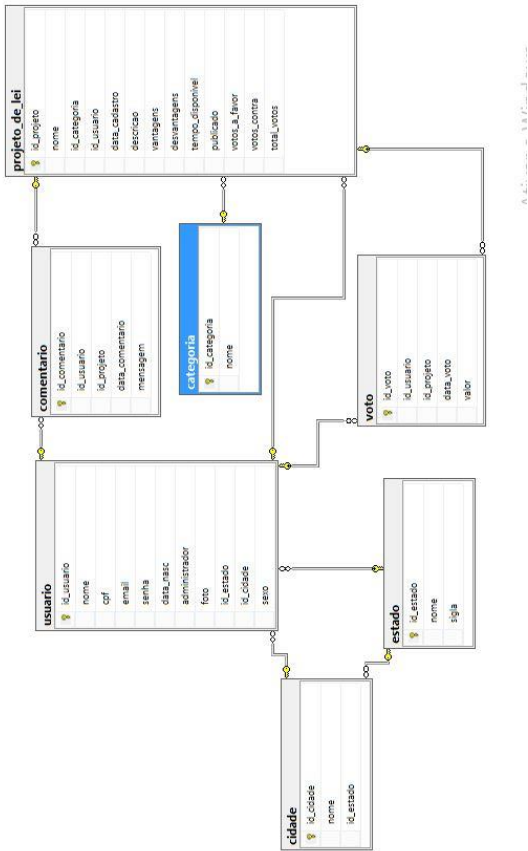 projeto_de_lei
id_projeto
nome
id_categoria
id_usuario
data_cadastro
descricao
vantagens
desvantagens
tempo_disponivel
publicado
votos_a_favor
votos_contra
total_votos
comentario
id_comentario
id_usuario
id_projeto
data_comentario
mensagem
categoria
id_categoria
nome
usuario
id_usuario
nome
cpf
email
senha
data_nasc
administrador
foto
id_estado
id_cidade
sexo
voto
id_voto
id_usuario
id_projeto
data_voto
valor
estado
id_estado
nome
sigla
cidade
id_cidade
nome
id_estado